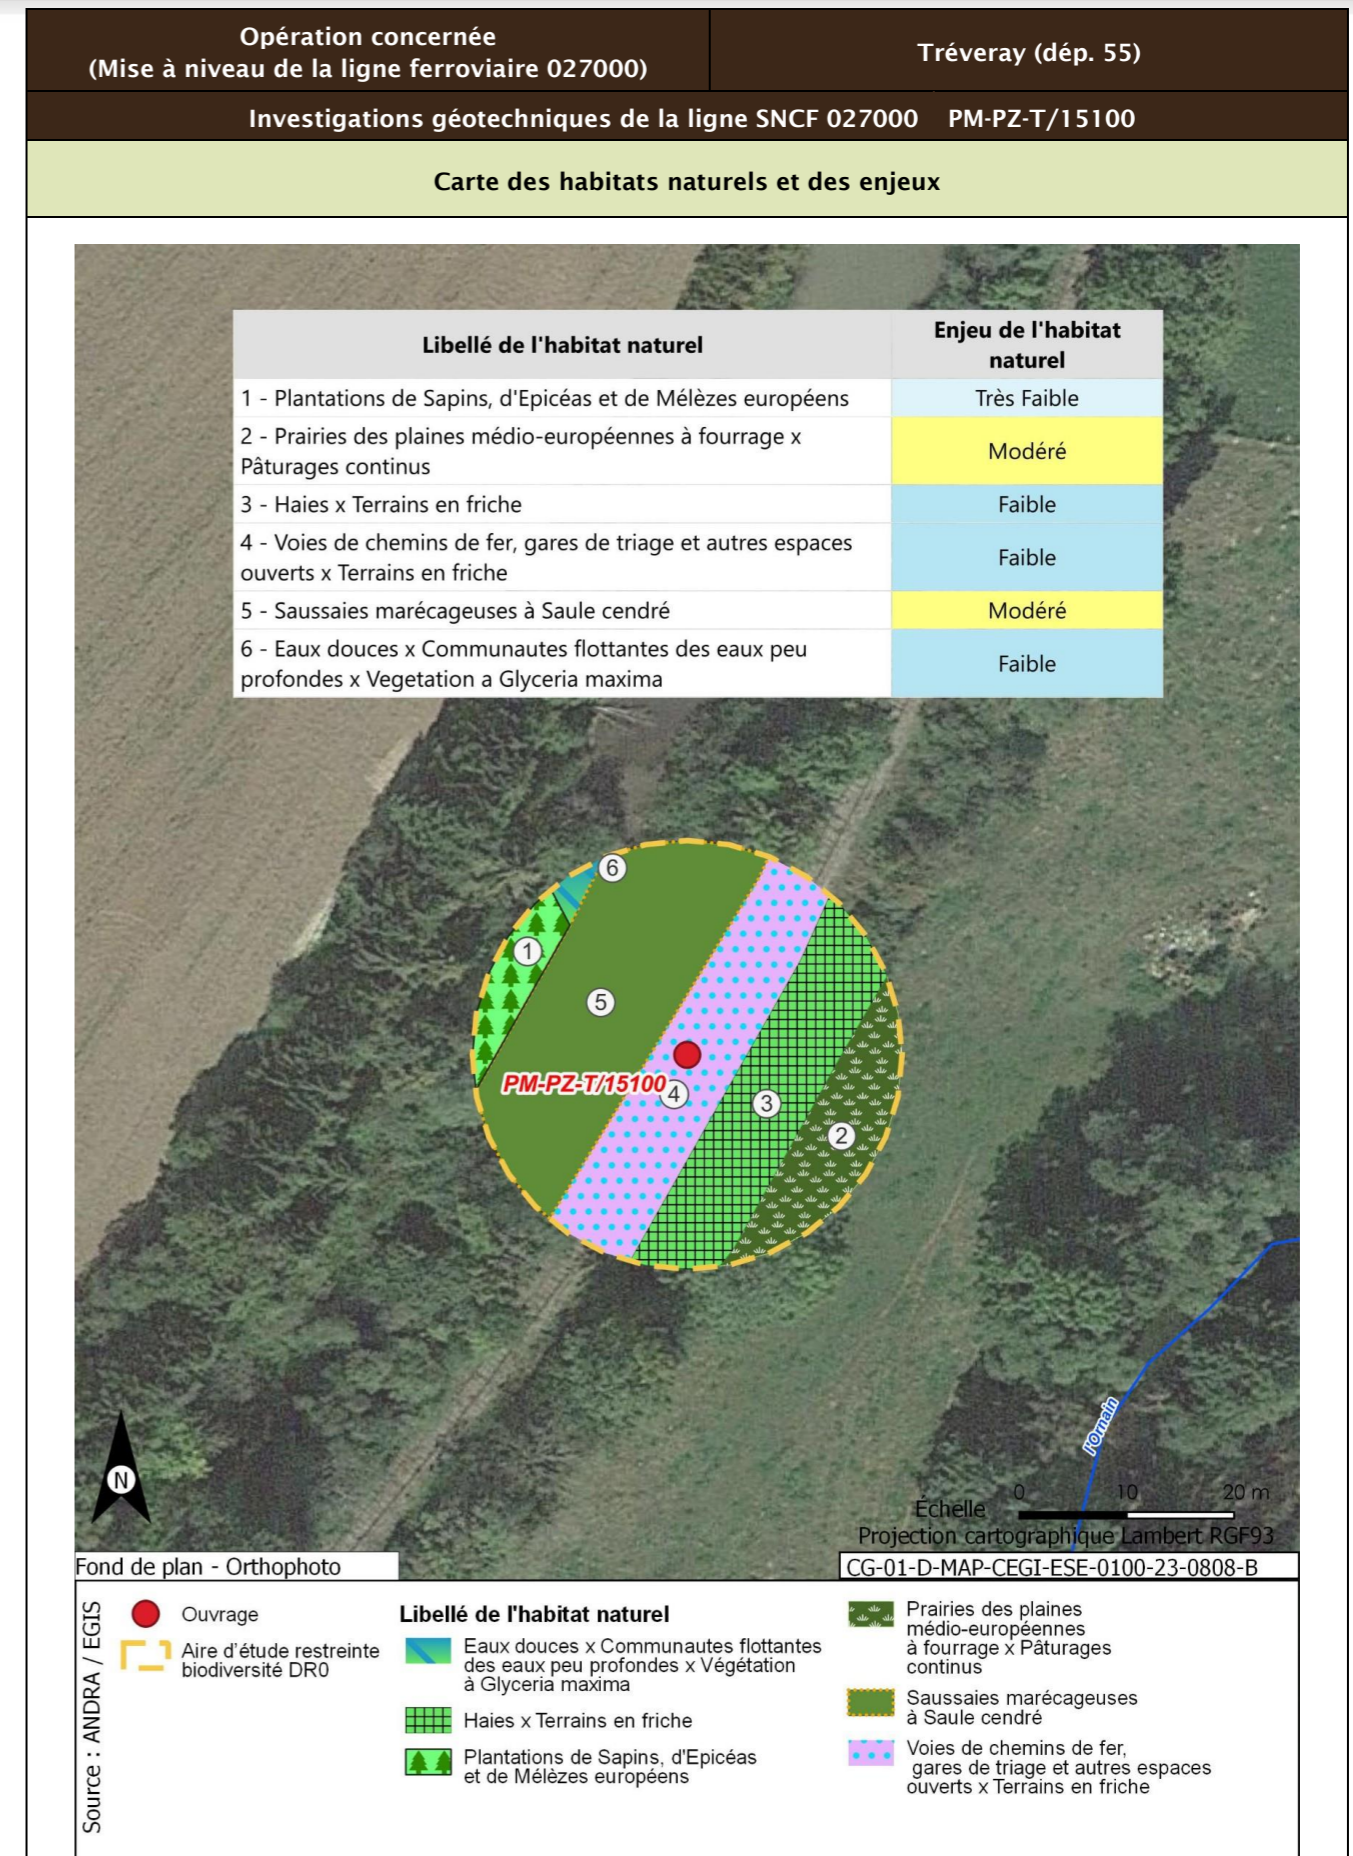 Opération concernée
(Mise à niveau de la ligne ferroviaire 027000)
Tréveray (dép. 55)
Investigations géotechniques de la ligne SNCF 027000 PM-PZ-T/15100
Carte des habitats naturels et des enjeux
Libellé de l'habitat naturel
Enjeu de l'habitat
naturel
1 - Plantations de Sapins, d'Epicéas et de Mélèzes européens
Très Faible
2 - Prairies des plaines médio-européennes à fourrage x
Pâturages continus
Modéré
3 - Haies x Terrains en friche
Faible
4 - Voies de chemins de fer, gares de triage et autres espaces
ouverts x Terrains en friche
Faible
5 - Saussaies marécageuses à Saule cendré
Modéré
6 - Eaux douces x Communautes flottantes des eaux peu
profondes x Vegetation a Glyceria maxima
Faible
6
1
5
PM-PZ-T/15100
4
3
2
l'Ornain
N
0 10 20 m
Échelle
Projection cartographique Lambert RGF93
Fond de plan - Orthophoto
CG-01-D-MAP-CEGI-ESE-0100-23-0808-B
Source : ANDRA / EGIS
Ouvrage
Aire d'étude restreinte
biodiversité DR0
Libellé de l'habitat naturel
Eaux douces x Communautes flottantes
des eaux peu profondes x Végétation
à Glyceria maxima
Haies x Terrains en friche
Plantations de Sapins, d'Epicéas
et de Mélèzes européens
Prairies des plaines
médio-européennes
à fourrage x Pâturages
continus
Saussaies marécageuses
à Saule cendré
Voies de chemins de fer,
gares de triage et autres espaces
ouverts x Terrains en friche